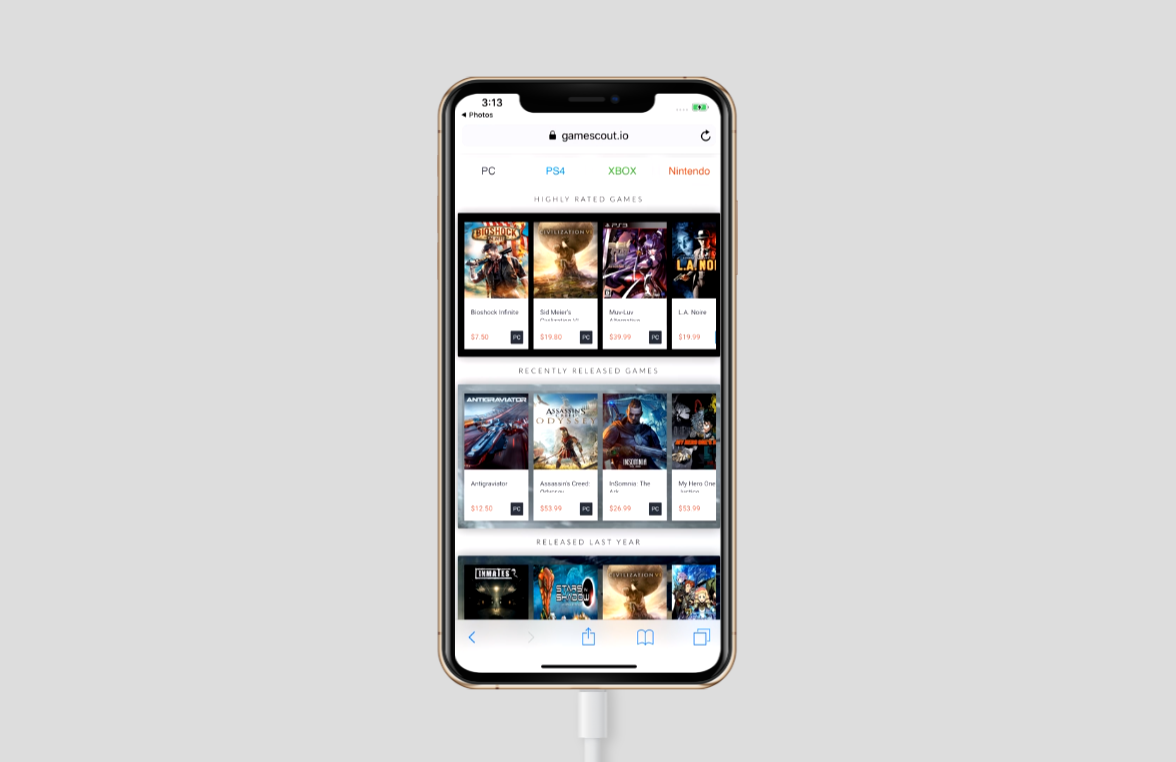 3:13
◀ Photos
gamescout.io
PC PS4 XBOX Nintendo
HIGHLY RATED GAMES
BIOSHOCK
CIVILIZATION VI
PS3
L.A. NOI
Bioshock Infinite
Sid Meier's
Civilization VI:
Muv-Luv
Alternative
L.A. Noire
$7.50 PC
$19.80 PC
$39.99 PC
$19.99
RECENTLY RELEASED GAMES
ANTIGRAVIATOR
ASSASSIN'S
CREED
ODYSSEY
INSOMNIA
Antigraviator
Assassin's Creed:
Odyssey
InSomnia: The
Ark
My Hero One
Justice
$12.50 PC
$53.99 PC
$26.99 PC
$53.99
RELEASED LAST YEAR
INMATES
STARS IN
SHADOW
CIVILIZATION VI